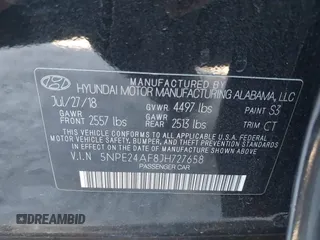 MANUFACTURED BY
HYUNDAI MOTOR MANUFACTURING ALABAMA, LLC
Jul/27/18 GVWR 4497 lbs PAINT S3
GAWR FRONT 2557 lbs GAWR REAR 2513 lbs TRIM CT
THIS VEHICLE CONFORMS TO ALL APPLICABLE U.S. FEDERAL
MOTOR VEHICLE SAFETY, BUMPER, AND THEFT PREVENTION
STANDARDS IN EFFECT ON THE DATE OF MANUFACTURE SHOWN ABOVE.
V.I.N 5NPE24AF8JH727658
PASSENGER CAR
DREAMBID